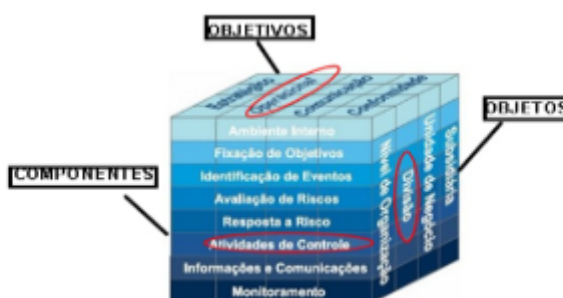 OBJETIVOS
OBJETOS
COMPONENTES
Estratégico
Operacional
Comunicação
Conformidade
Ambiente Interno
Fixação de Objetivos
Identificação de Eventos
Avaliação de Riscos
Resposta a Risco
Atividades de Controle
Informações e Comunicações
Monitoramento
Nível de Organização
Divisão
Unidade de Negócio
Subsidiária